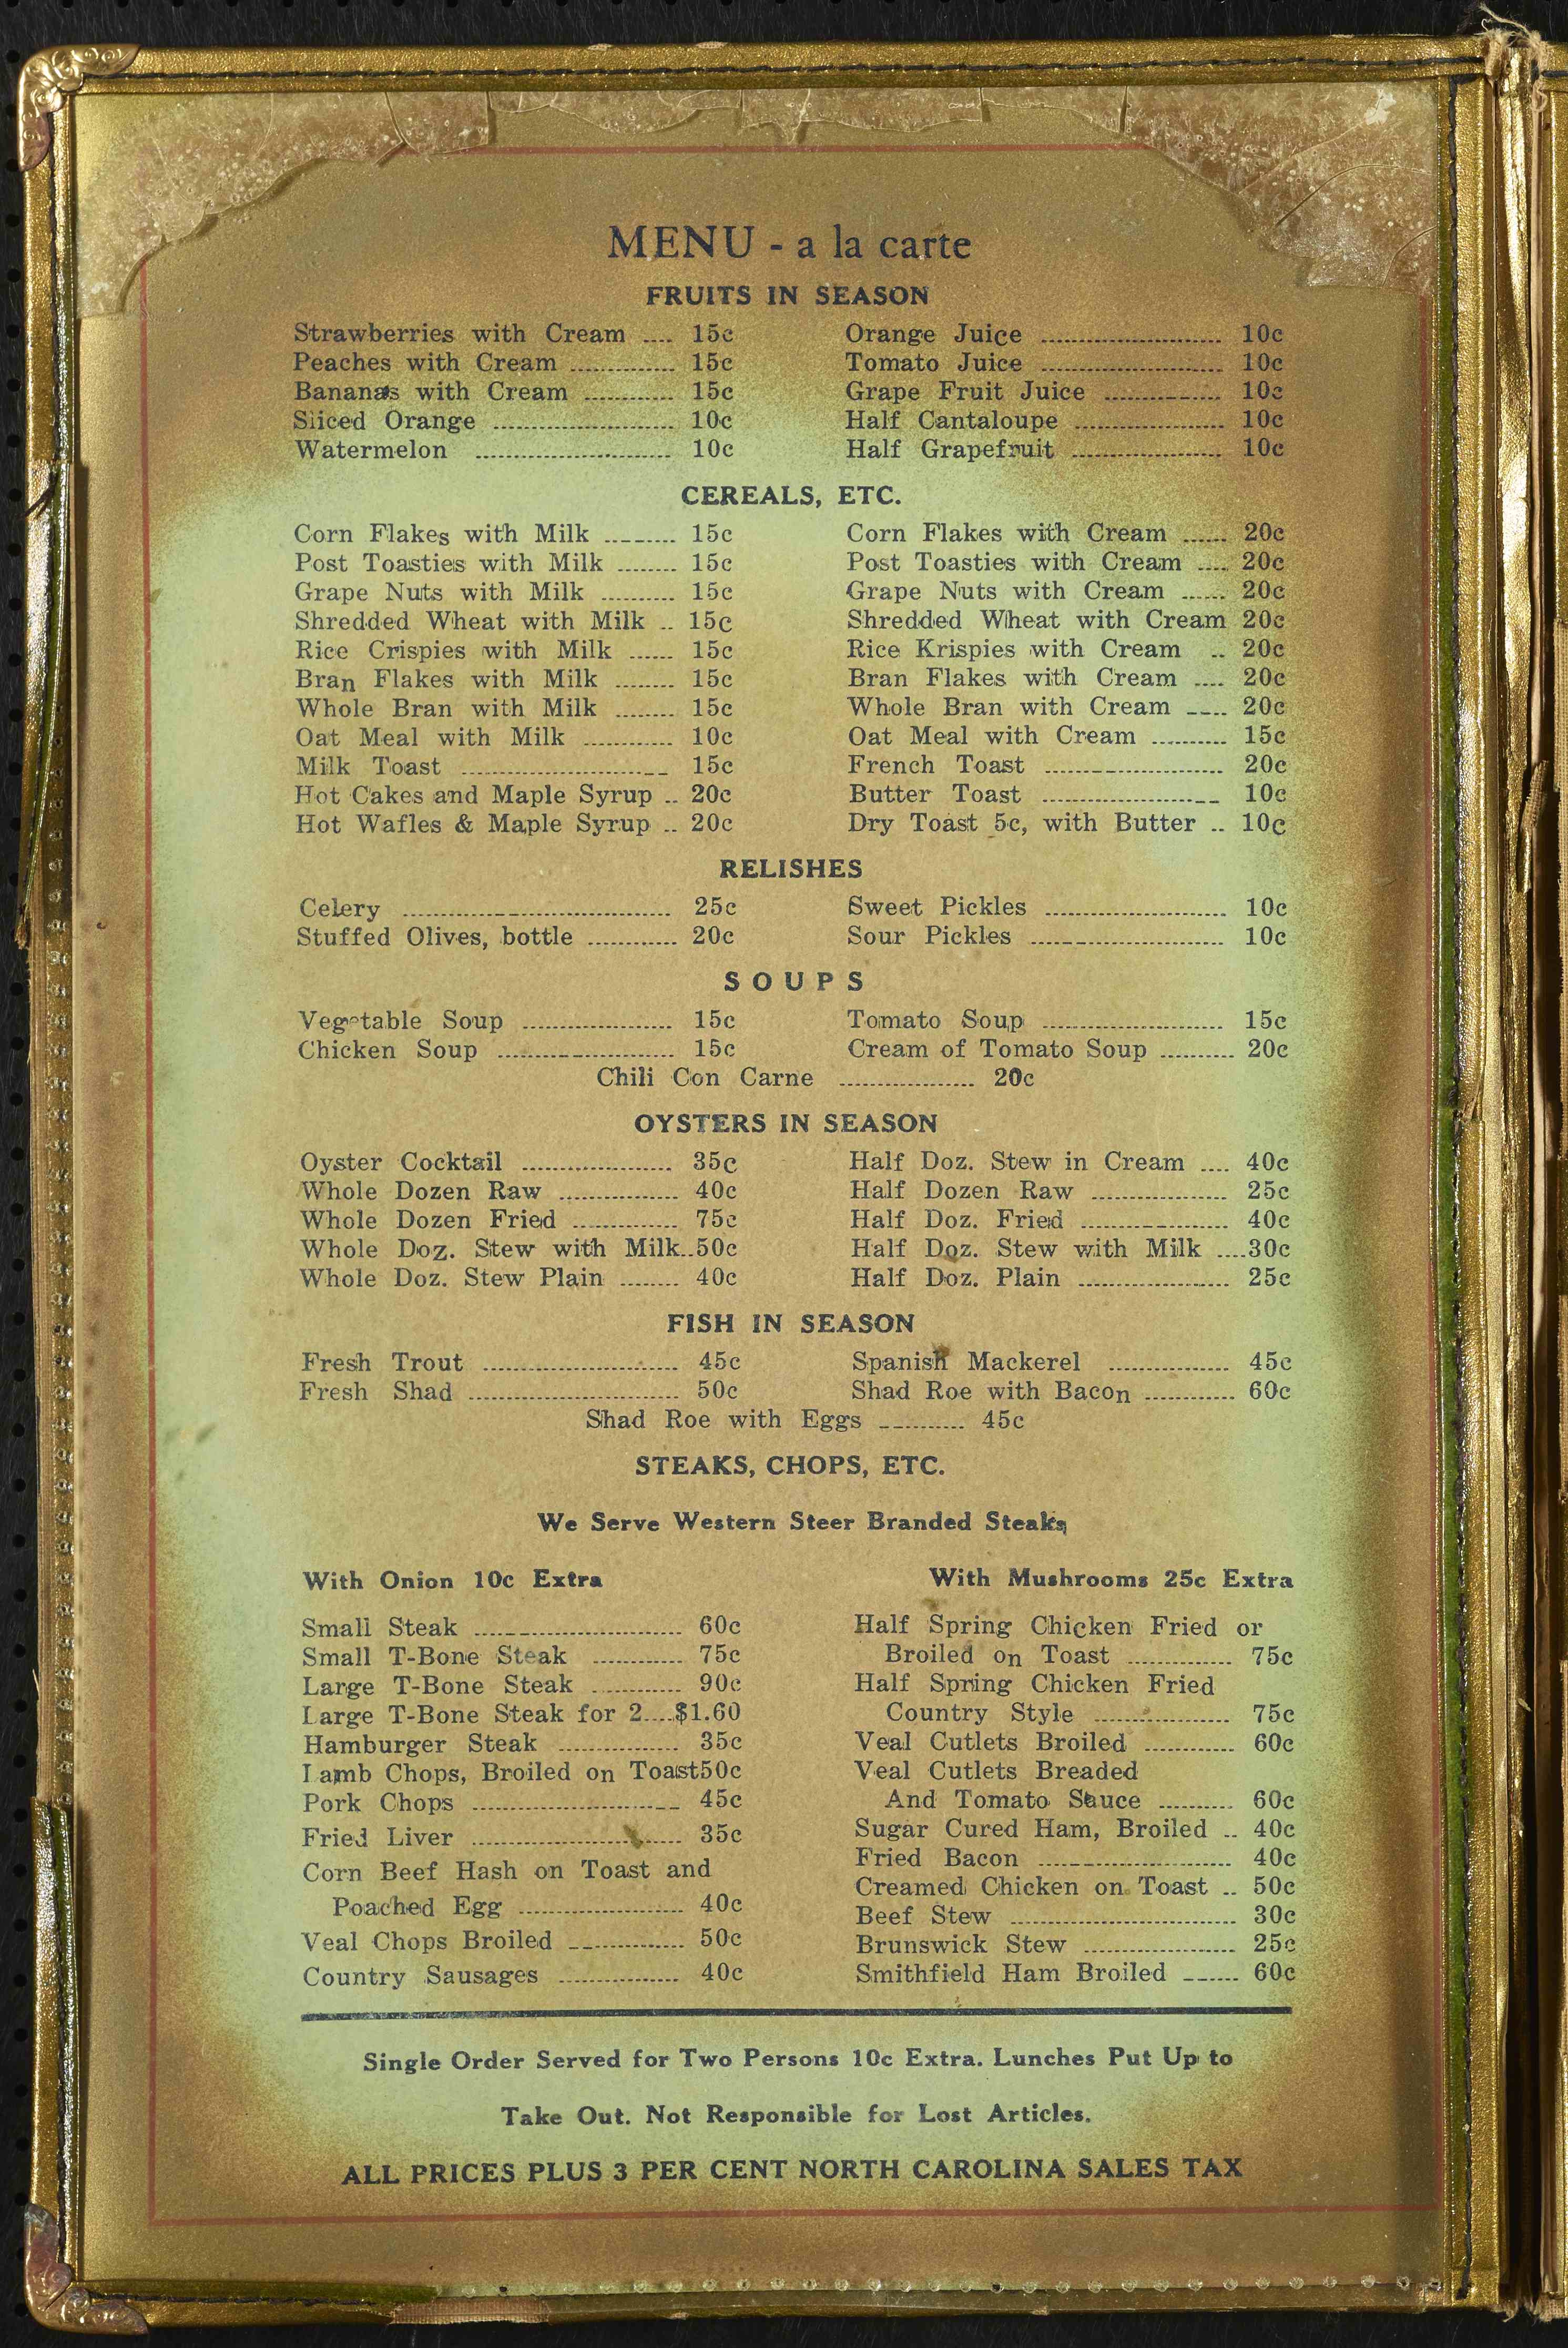 MENU - a la carte
FRUITS IN SEASON
Strawberries with Cream .... 15c
Peaches with Cream .............. 15c
Bananas with Cream ............ 15c
Sliced Orange ........................ 10c
Watermelon .......................... 10c
Orange Juice ........................ 10c
Tomato Juice ........................ 10c
Grape Fruit Juice ................ 10c
Half Cantaloupe .................... 10c
Half Grapefruit .................... 10c
CEREALS, ETC.
Corn Flakes with Milk ......... 15c
Post Toasties with Milk ........ 15c
Grape Nuts with Milk .......... 15c
Shredded Wheat with Milk .. 15c
Rice Crispies with Milk ...... 15c
Bran Flakes with Milk ........ 15c
Whole Bran with Milk ........ 15c
Oat Meal with Milk ............ 10c
Milk Toast .......................... 15c
Hot Cakes and Maple Syrup .. 20c
Hot Wafles & Maple Syrup .. 20c
Corn Flakes with Cream ...... 20c
Post Toasties with Cream .... 20c
Grape Nuts with Cream ...... 20c
Shredded Wheat with Cream 20c
Rice Krispies with Cream .. 20c
Bran Flakes with Cream .... 20c
Whole Bran with Cream .... 20c
Oat Meal with Cream .......... 15c
French Toast ........................ 20c
Butter Toast ........................ 10c
Dry Toast 5c, with Butter .. 10c
RELISHES
Celery .................................... 25c
Stuffed Olives, bottle ............ 20c
Sweet Pickles ........................ 10c
Sour Pickles .......................... 10c
SOUPS
Vegetable Soup .................... 15c
Chicken Soup ........................ 15c
Tomato Soup ........................ 15c
Cream of Tomato Soup .......... 20c
Chili Con Carne .................. 20c
OYSTERS IN SEASON
Oyster Cocktail .................... 35c
Whole Dozen Raw ................ 40c
Whole Dozen Fried .............. 75c
Whole Doz. Stew with Milk..50c
Whole Doz. Stew Plain ........ 40c
Half Doz. Stew in Cream .... 40c
Half Dozen Raw .................. 25c
Half Doz. Fried .................... 40c
Half Doz. Stew with Milk ....30c
Half Doz. Plain .................... 25c
FISH IN SEASON
Fresh Trout .......................... 45c
Fresh Shad ............................ 50c
Spanish Mackerel ................ 45c
Shad Roe with Bacon ............ 60c
Shad Roe with Eggs .......... 45c
STEAKS, CHOPS, ETC.
We Serve Western Steer Branded Steaks
With Onion 10c Extra
Small Steak ............................ 60c
Small T-Bone Steak ............ 75c
Large T-Bone Steak ............ 90c
Large T-Bone Steak for 2....$1.60
Hamburger Steak ................ 35c
Lamb Chops, Broiled on Toast50c
Pork Chops ............................ 45c
Fried Liver ............................ 35c
Corn Beef Hash on Toast and
Poached Egg ...................... 40c
Veal Chops Broiled ................ 50c
Country Sausages ................ 40c
With Mushrooms 25c Extra
Half Spring Chicken Fried or
Broiled on Toast .............. 75c
Half Spring Chicken Fried
Country Style .................. 75c
Veal Cutlets Broiled ............ 60c
Veal Cutlets Breaded
And Tomato Sauce .......... 60c
Sugar Cured Ham, Broiled .. 40c
Fried Bacon .......................... 40c
Creamed Chicken on Toast .. 50c
Beef Stew .............................. 30c
Brunswick Stew .................... 25c
Smithfield Ham Broiled ...... 60c
Single Order Served for Two Persons 10c Extra. Lunches Put Up to
Take Out. Not Responsible for Lost Articles.
ALL PRICES PLUS 3 PER CENT NORTH CAROLINA SALES TAX